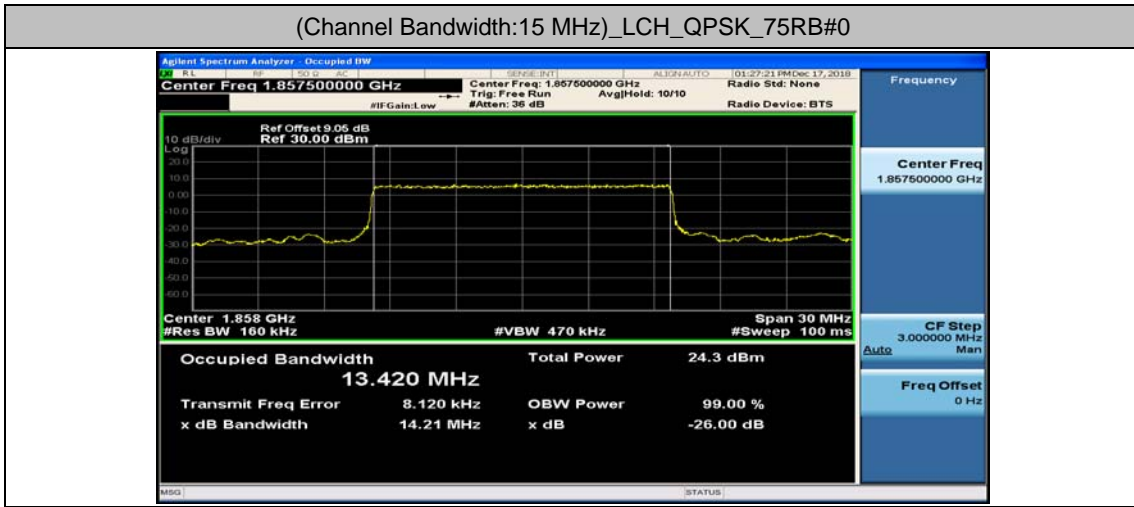 (Channel Bandwidth:15 MHz)_LCH_QPSK_75RB#0
Agilent Spectrum Analyzer - Occupied BW
LXI RL RF 50 Ω AC SENSE:INT ALIGN AUTO 01:27:21 PM Dec 17, 2018
Center Freq 1.857500000 GHz
Center Freq: 1.857500000 GHz
Radio Std: None
Trig: Free Run Avg|Hold: 10/10
#IFGain:Low #Atten: 36 dB Radio Device: BTS
Ref Offset 9.05 dB
10 dB/div Ref 30.00 dBm
Log
20.0
10.0
0.00
-10.0
-20.0
-30.0
-40.0
-50.0
-60.0
Center 1.858 GHz Span 30 MHz
#Res BW 160 kHz #VBW 470 kHz #Sweep 100 ms
Occupied Bandwidth Total Power 24.3 dBm
13.420 MHz
Transmit Freq Error 8.120 kHz OBW Power 99.00 %
x dB Bandwidth 14.21 MHz x dB -26.00 dB
MSG STATUS
Frequency
Center Freq
1.857500000 GHz
CF Step
3.000000 MHz
Auto Man
Freq Offset
0 Hz